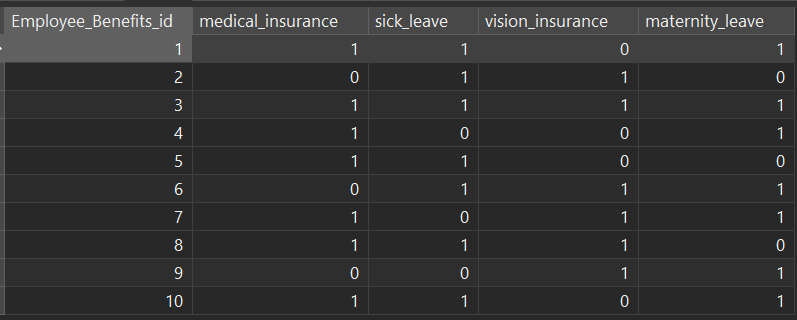 Employee_Benefits_id medical_insurance sick_leave vision_insurance maternity_leave
1 1 1 0 1
2 0 1 1 0
3 1 1 1 1
4 1 0 0 1
5 1 1 0 0
6 0 1 1 1
7 1 0 1 1
8 1 1 1 0
9 0 0 1 1
10 1 1 0 1